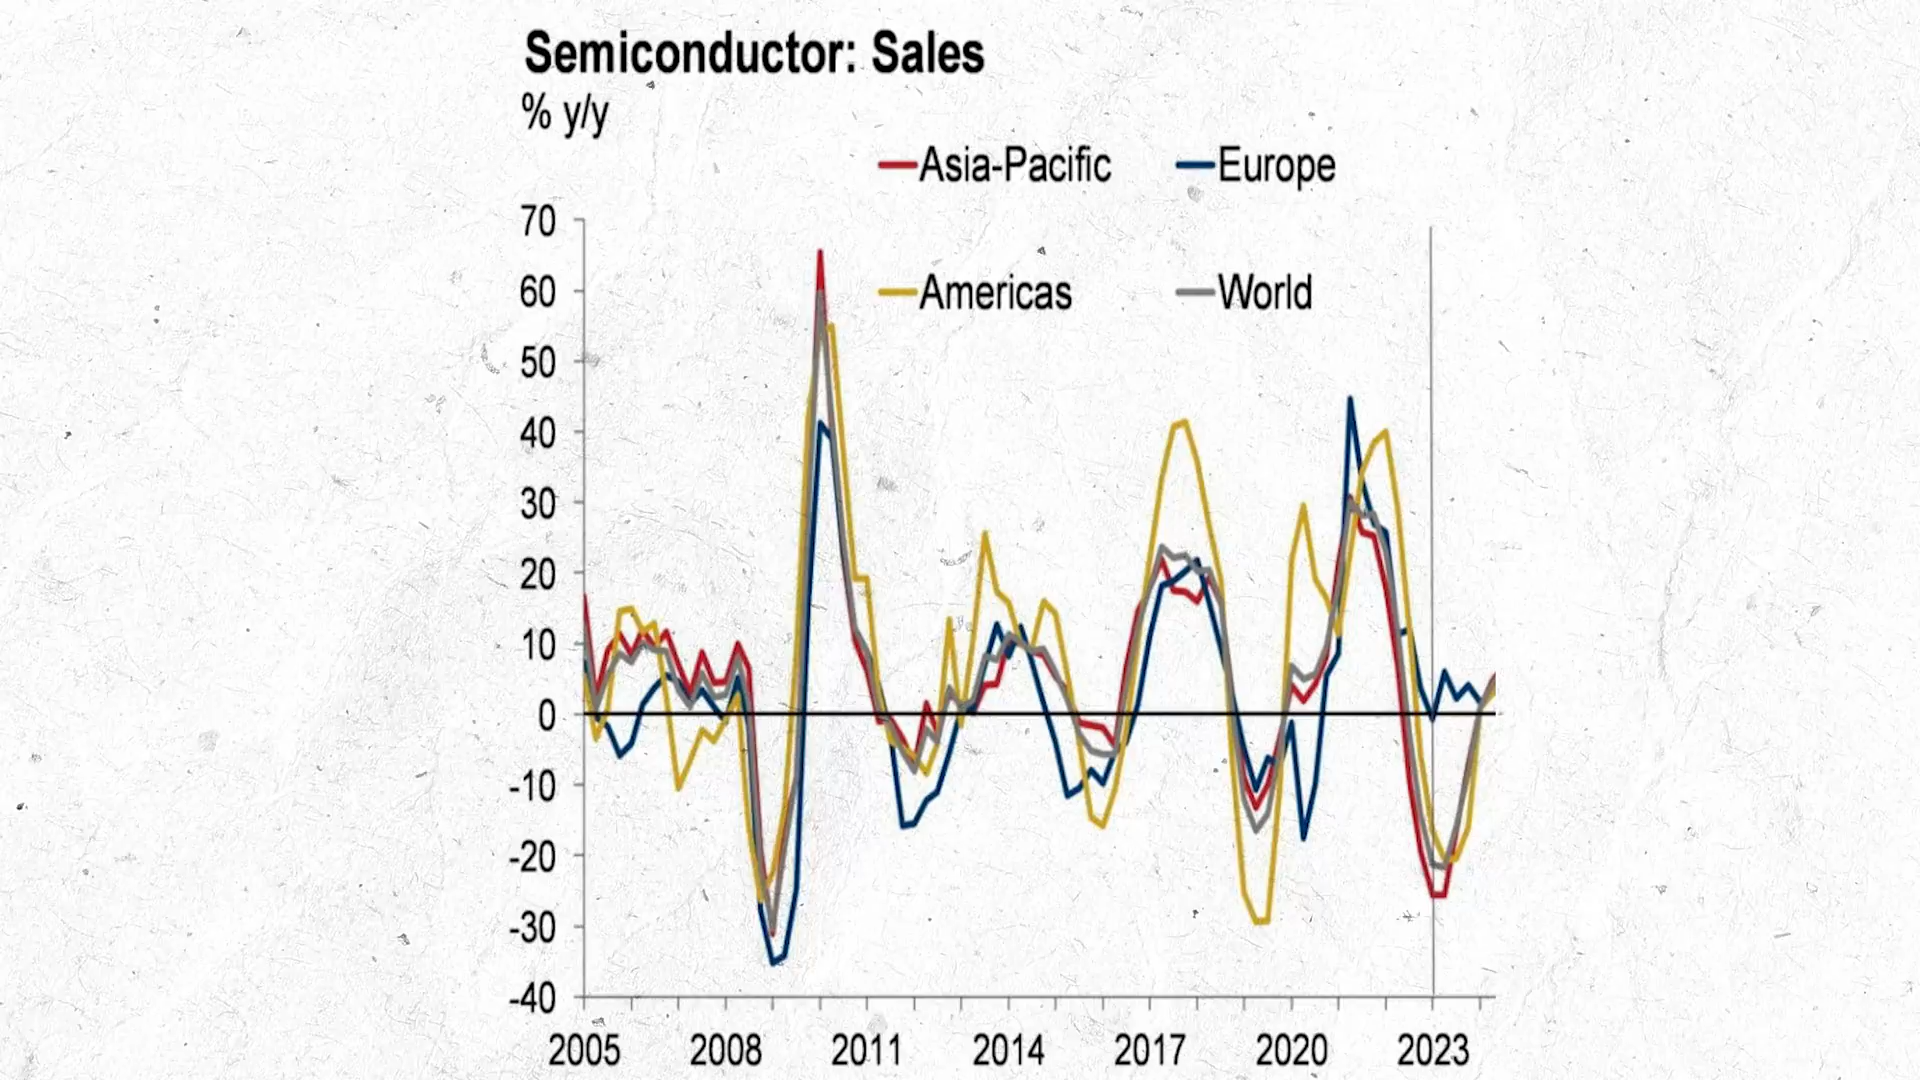 Semiconductor: Sales
% y/y
Asia-Pacific
Europe
Americas
World
70
60
50
40
30
20
10
0
-10
-20
-30
-40
2005 2008 2011 2014 2017 2020 2023